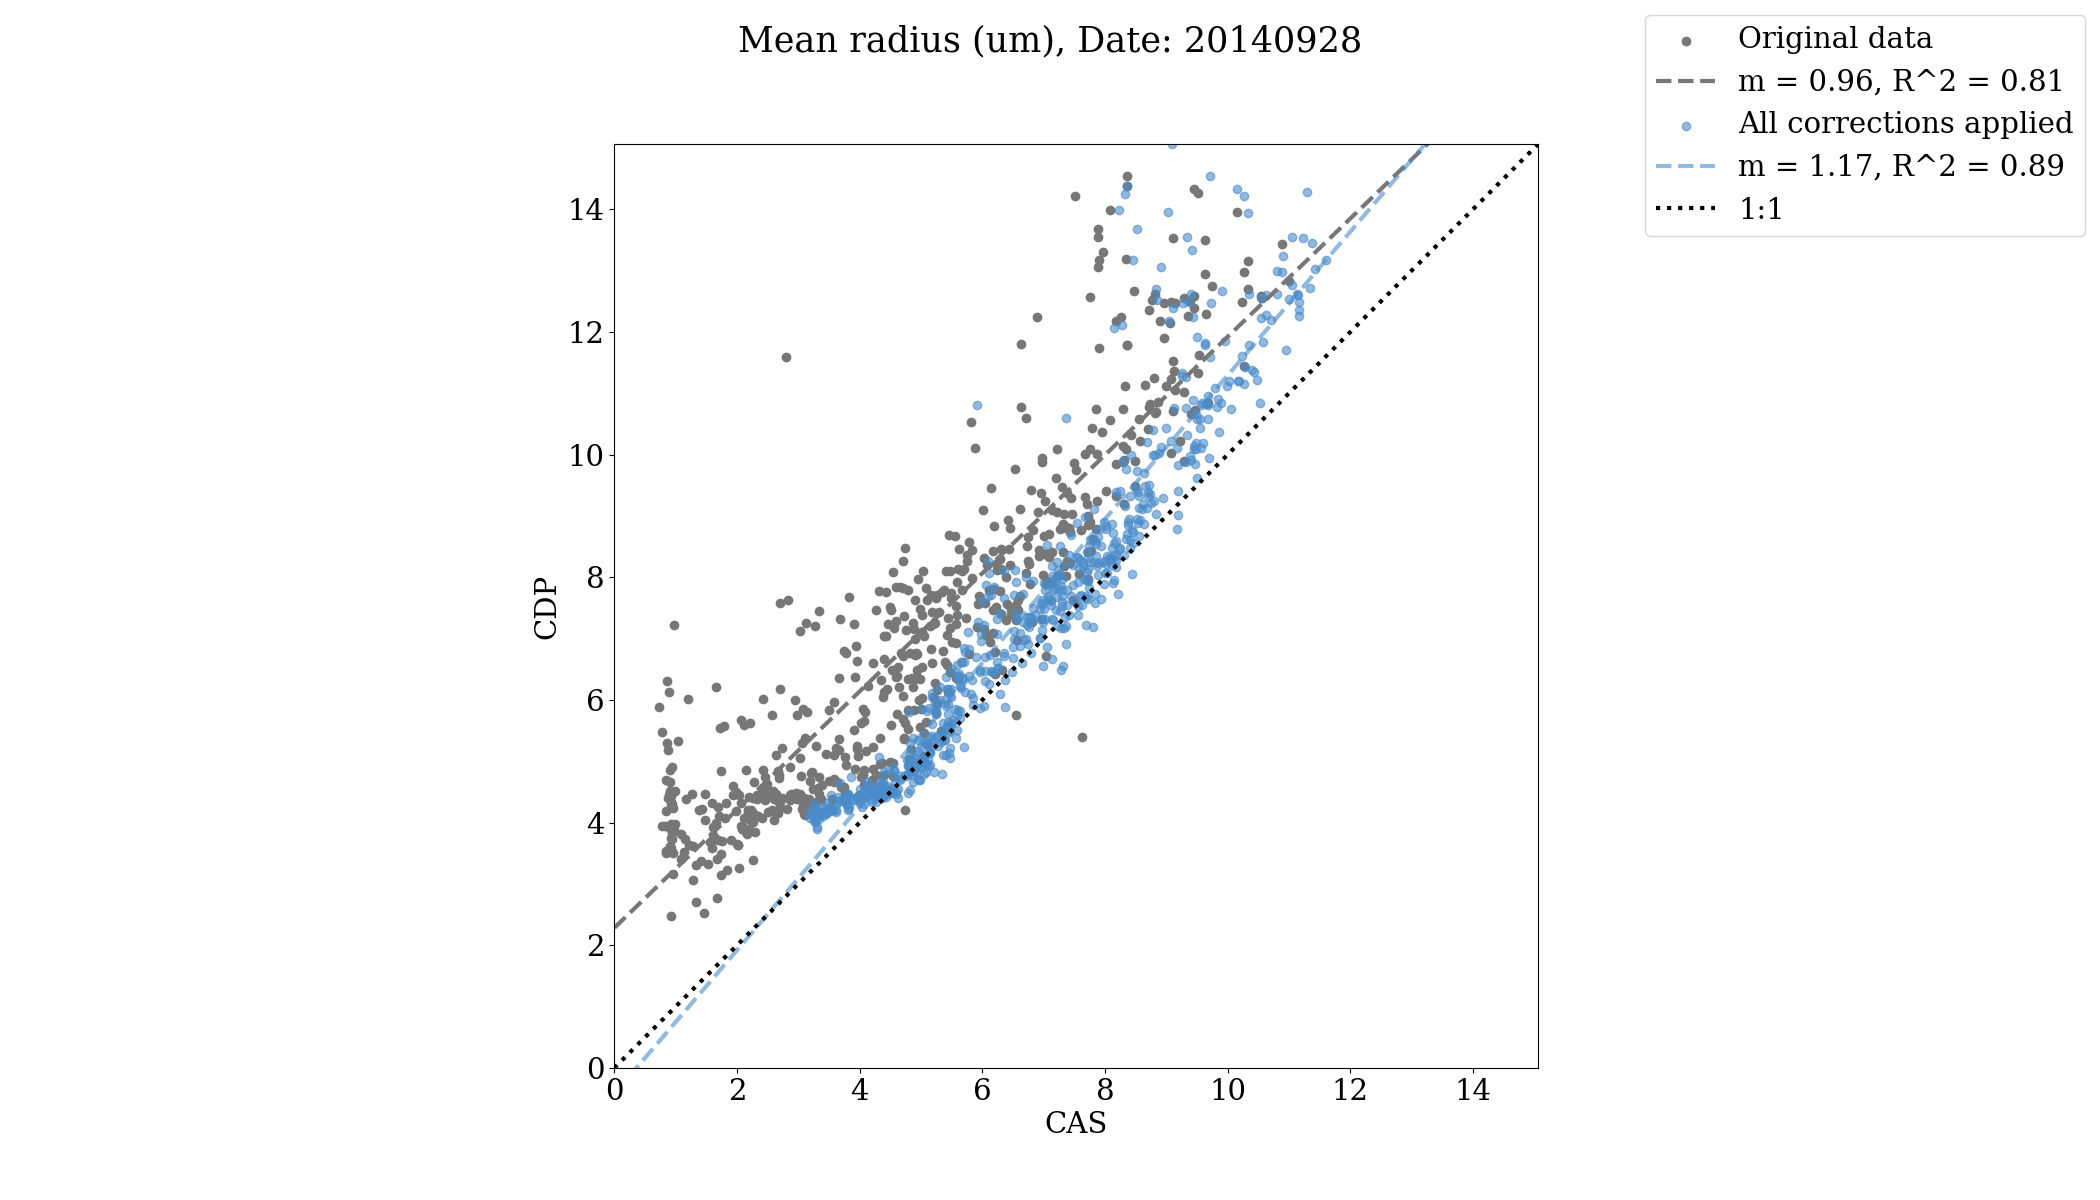 Mean radius (um), Date: 20140928
Original data
m = 0.96, R^2 = 0.81
All corrections applied
m = 1.17, R^2 = 0.89
1:1
14
12
10
8
6
4
2
0
CDP
0 2 4 6 8 10 12 14
CAS